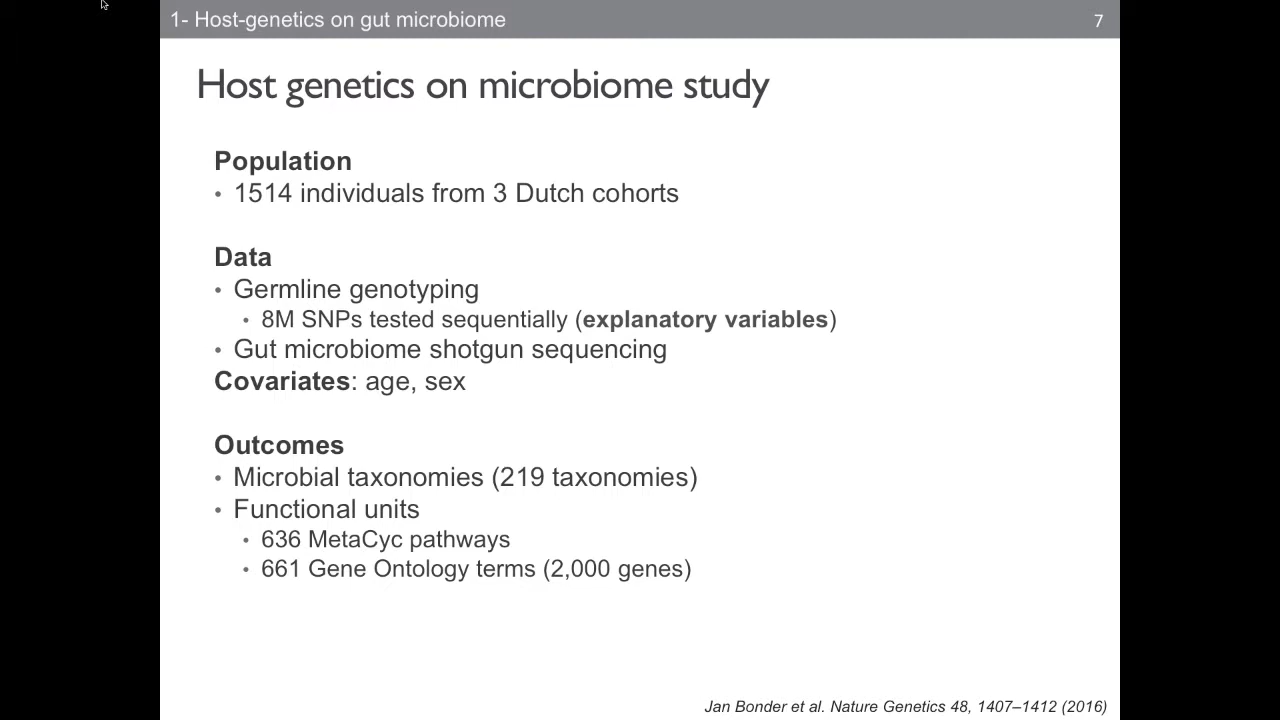 1- Host-genetics on gut microbiome 7
Host genetics on microbiome study
Population
• 1514 individuals from 3 Dutch cohorts
Data
• Germline genotyping
• 8M SNPs tested sequentially (explanatory variables)
• Gut microbiome shotgun sequencing
Covariates: age, sex
Outcomes
• Microbial taxonomies (219 taxonomies)
• Functional units
• 636 MetaCyc pathways
• 661 Gene Ontology terms (2,000 genes)
Jan Bonder et al. Nature Genetics 48, 1407–1412 (2016)